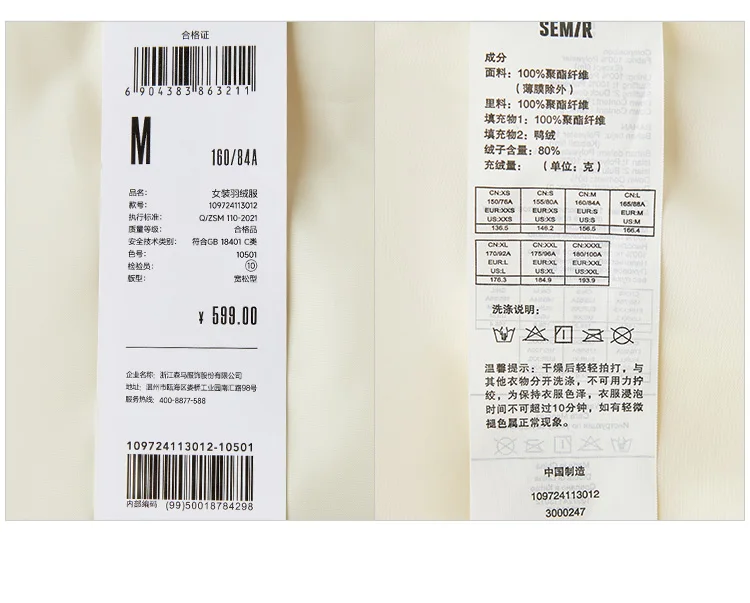 合格证
6904383863211
M
160/84A
品名: 女装羽绒服
款号: 109724113012
执行标准: Q/ZSM 110-2021
质量等级: 合格品
安全技术类别: 符合GB 18401 C类
色号: 10501
检验员: ⑩
版型: 宽松型
¥ 599.00
企业名称: 浙江森马服饰股份有限公司
地址: 温州市瓯海区娄桥工业园南汇路98号
服务热线: 400-8877-588
109724113012-10501
内部编码 (99)50018784298
SEMIR
成分
面料: 100%聚酯纤维
(薄膜除外)
里料: 100%聚酯纤维
填充物1: 100%聚酯纤维
填充物2: 鸭绒
绒子含量: 80%
充绒量: (单位: 克)
CN:XS CN:S CN:M CN:L
150/76A 155/80A 160/84A 165/88A
EUR:XXS EUR:XS EUR:S EUR:M
US:XXS US:XS US:S US:M
136.5 146.2 156.5 166.4
CN:XL CN:XXL CN:XXXL
170/92A 175/96A 180/100A
EUR:L EUR:XL EUR:XXL
US:L US:XL US:XXL
176.3 184.9 193.9
洗涤说明:
温馨提示: 干燥后轻轻拍打, 与
其他衣物分开洗涤, 不可用力拧
绞, 为保持衣服色泽, 衣服浸泡
时间不可超过10分钟, 如有轻微
褪色属正常现象。
中国制造
109724113012
3000247